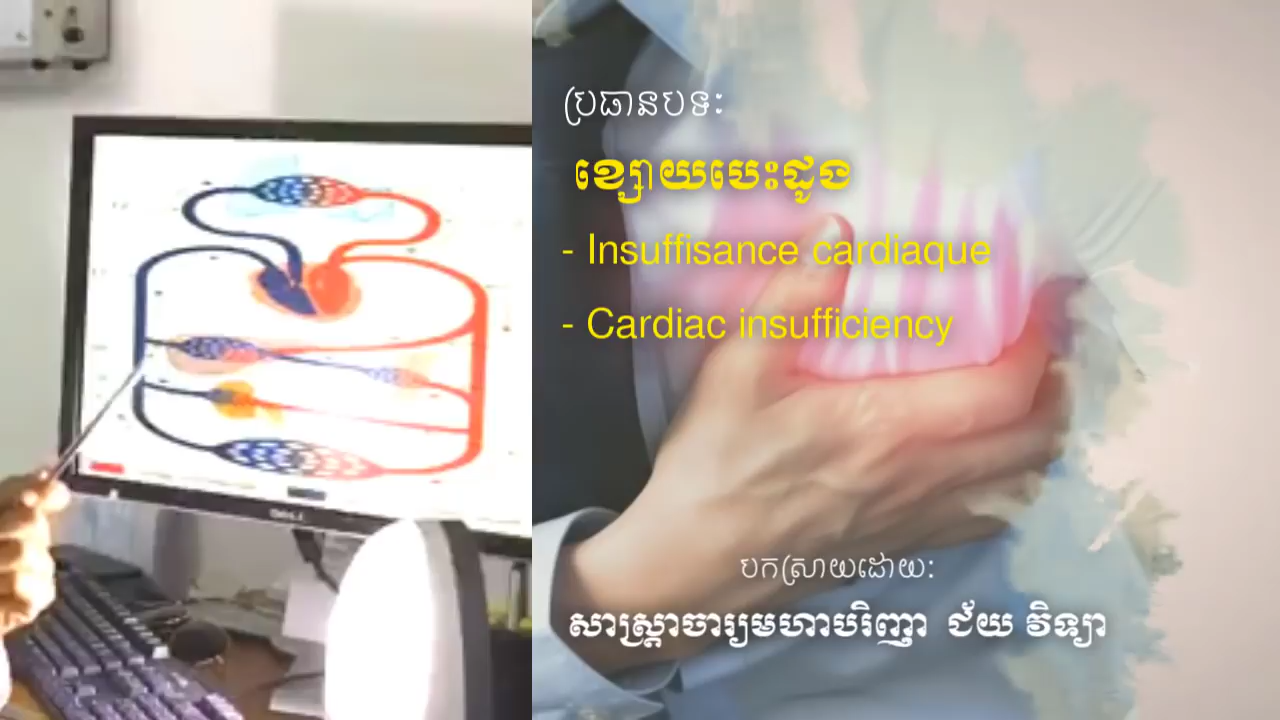 ប្រធានបទៈ
ខ្សោយបេះដូង
- Insuffisance cardiaque
- Cardiac insufficiency
DELL
បកស្រាយដោយៈ
សាស្ត្រាចារ្យមហាបរិញ្ញា ជ័យ វិទ្យា